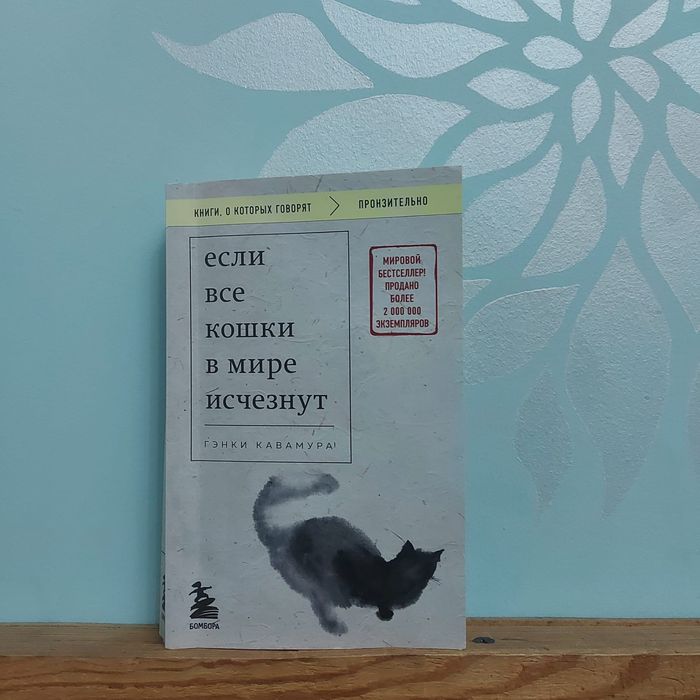 КНИГИ, О КОТОРЫХ ГОВОРЯТ > ПРОНЗИТЕЛЬНО
если
все
кошки
в мире
исчезнут
ГЭНКИ КАВАМУРА
МИРОВОЙ
БЕСТСЕЛЛЕР!
ПРОДАНО
БОЛЕЕ
2 000 000
ЭКЗЕМПЛЯРОВ
БОМБОРА